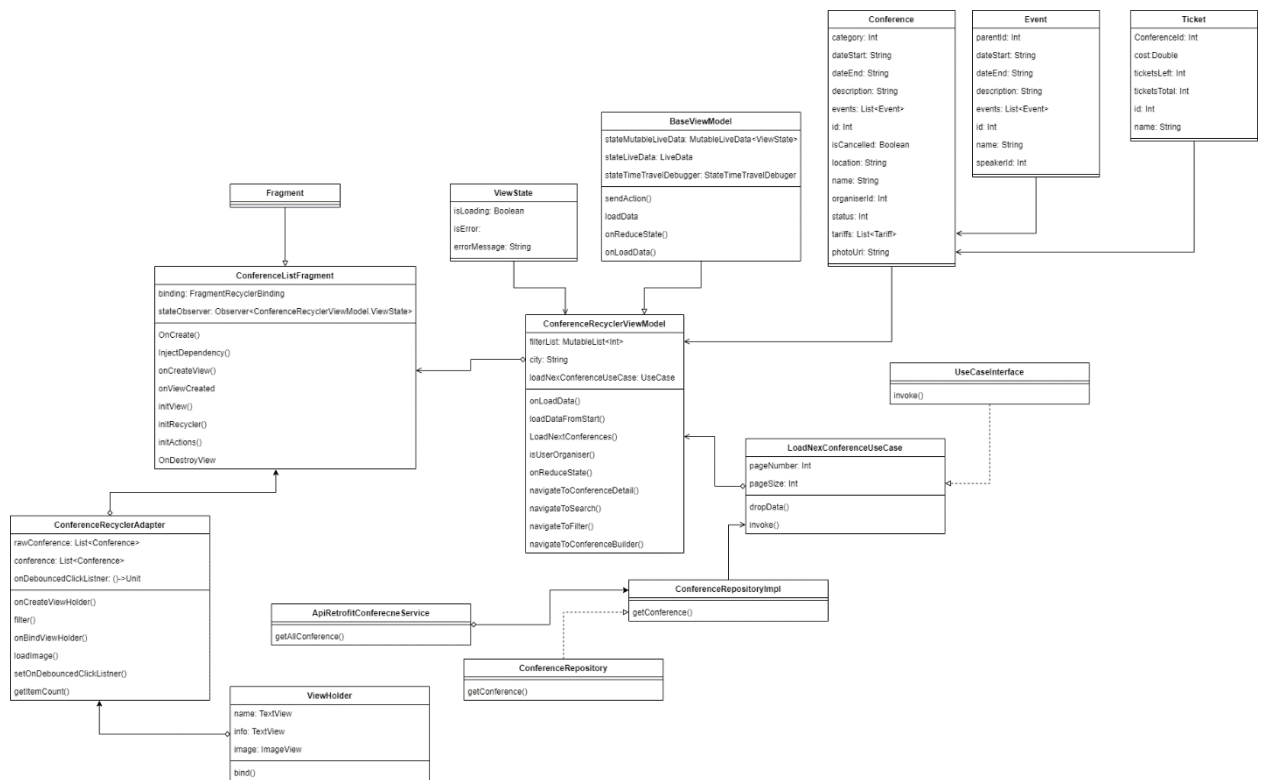 Conference
category: Int
dateStart: String
dateEnd: String
description: String
events: List<Event>
id: Int
isCancelled: Boolean
location: String
name: String
organiserId: Int
status: Int
tariffs: List<Tariff>
photoUrl: String
Event
parentId: Int
dateStart: String
dateEnd: String
description: String
events: List<Event>
id: Int
name: String
speakerId: Int
Ticket
ConferenceId: Int
cost:Double
ticketsLeft: Int
ticketsTotal: Int
id: Int
name: String
BaseViewModel
stateMutableLiveData: MutableLiveData<ViewState>
stateLiveData: LiveData
stateTimeTravelDebugger: StateTimeTravelDebuger
sendAction()
loadData
onReduceState()
onLoadData()
Fragment
ViewState
isLoading: Boolean
isError:
errorMessage: String
ConferenceListFragment
binding: FragmentRecyclerBinding
stateObserver: Observer<ConferenceRecyclerViewModel.ViewState>
OnCreate()
InjectDependency()
onCreateView()
onViewCreated
initView()
initRecycler()
initActions()
OnDestroyView
ConferenceRecyclerViewModel
filterList: MutableList<Int>
city: String
loadNexConferenceUseCase: UseCase
onLoadData()
loadDataFromStart()
LoadNextConferences()
isUserOrganiser()
onReduceState()
navigateToConferenceDetail()
navigateToSearch()
navigateToFilter()
navigateToConferenceBuilder()
UseCaseInterface
invoke()
LoadNexConferenceUseCase
pageNumber: Int
pageSize: Int
dropData()
invoke()
ConferenceRecyclerAdapter
rawConference: List<Conference>
conference: List<Conference>
onDebouncedClickListner: ()->Unit
onCreateViewHolder()
filter()
onBindViewHolder()
loadImage()
setOnDebouncedClickListner()
getItemCount()
ApiRetrofitConferecneService
getAllConference()
ConferenceRepositoryImpl
getConference()
ConferenceRepository
getConference()
ViewHolder
name: TextView
info: TextView
image: ImageView
bind()